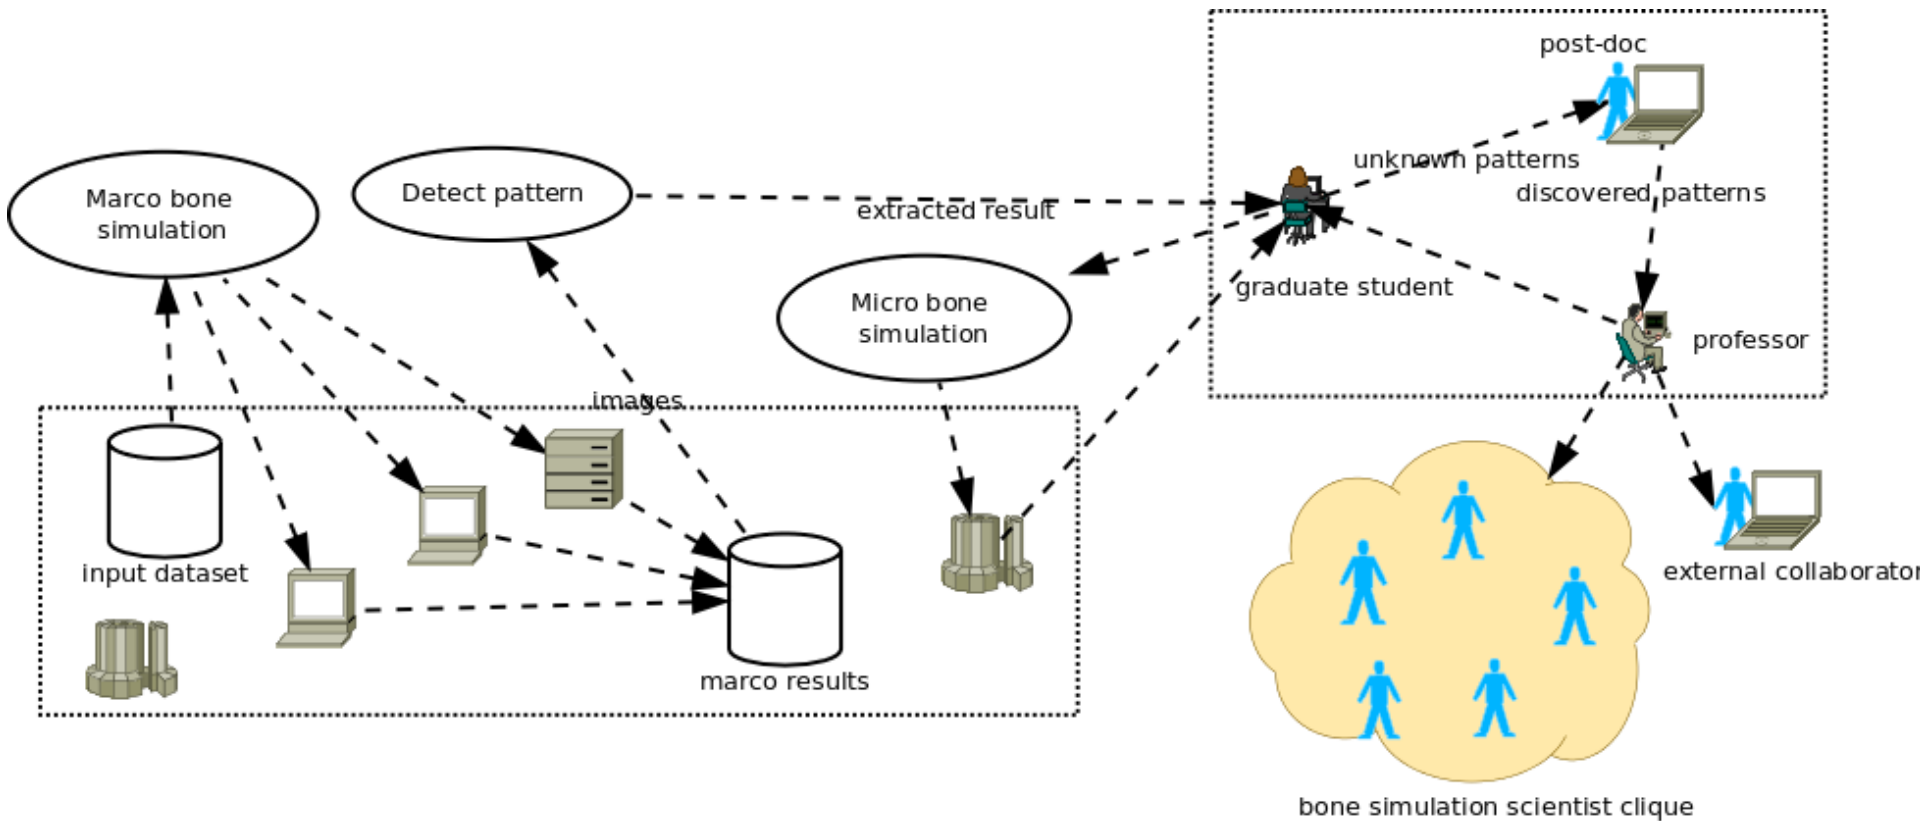 post-doc
Marco bone
simulation
Detect pattern
unknown patterns
discovered patterns
extracted result
graduate student
Micro bone
simulation
professor
images
input dataset
external collaborator
marco results
bone simulation scientist clique